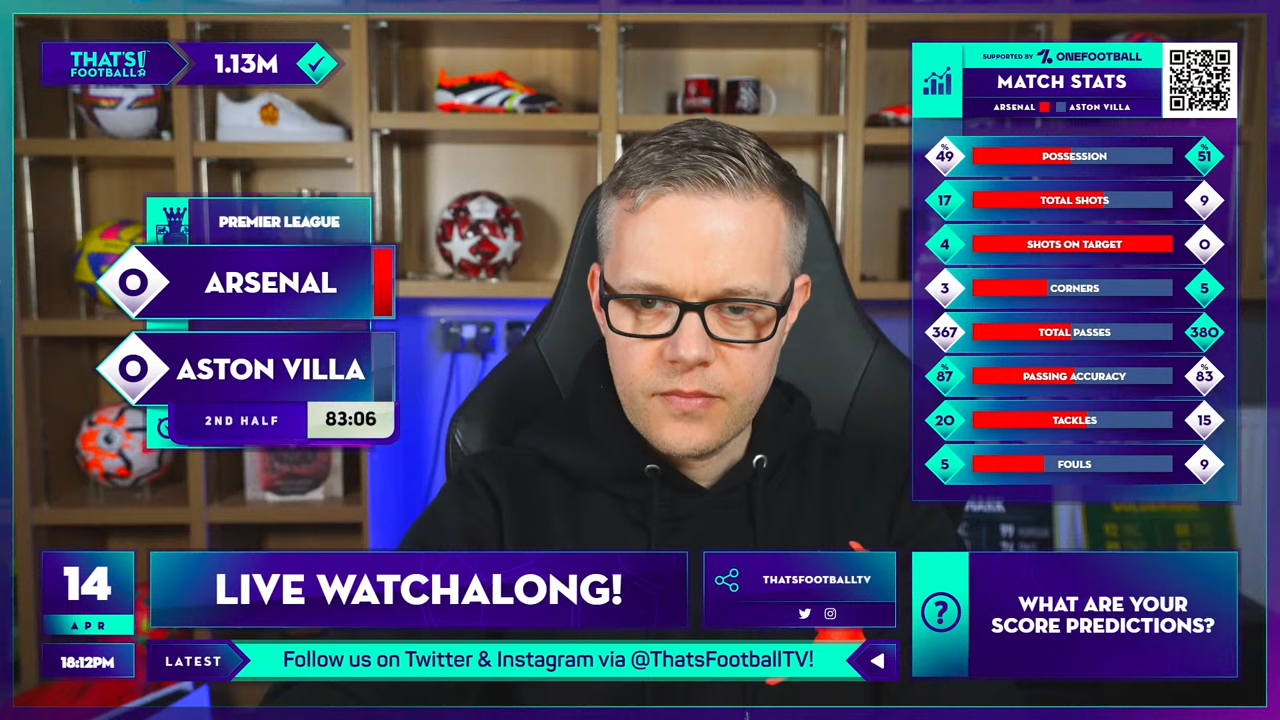 THAT'S!
FOOTBALL
1.13M
PREMIER LEAGUE
0 ARSENAL
0 ASTON VILLA
2ND HALF 83:06
SUPPORTED BY ONEFOOTBALL
MATCH STATS
ARSENAL ASTON VILLA
% 49 POSSESSION % 51
17 TOTAL SHOTS 9
4 SHOTS ON TARGET 0
3 CORNERS 5
367 TOTAL PASSES 380
% 87 PASSING ACCURACY % 83
20 TACKLES 15
5 FOULS 9
14
APR
18:12PM
LIVE WATCHALONG!
THATSFOOTBALLTV
LATEST
Follow us on Twitter & Instagram via @ThatsFootballTV!
?
WHAT ARE YOUR
SCORE PREDICTIONS?